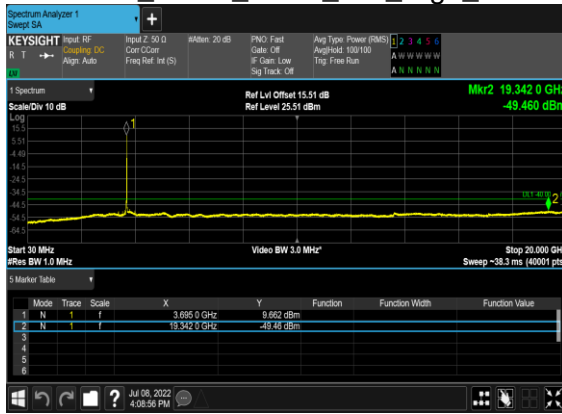 Spectrum Analyzer 1
Swept SA
KEYSIGHT Input: RF Input Z: 50 Ω #Atten: 20 dB PNO: Fast Avg Type: Power (RMS) 1 2 3 4 5 6
R T Coupling: DC Corr CCorr Gate: Off Avg|Hold: 100/100 A W W W W W
Align: Auto Freq Ref: Int (S) IF Gain: Low Trig: Free Run
Sig Track: Off A N N N N N
1 Spectrum
Scale/Div 10 dB
Ref Lvl Offset 15.51 dB
Ref Level 25.51 dBm
Mkr2 19.342 0 GHz
-49.460 dBm
Log
15.5
5.51
-4.49
-14.5
-24.5
-34.5
-44.5
-54.5
-64.5
1
2
Start 30 MHz Video BW 3.0 MHz* Stop 20.000 GH
#Res BW 1.0 MHz Sweep ~38.3 ms (40001 pts
5 Marker Table
Mode Trace Scale X Y Function Function Width Function Value
1 N 1 f 3.695 0 GHz 9.662 dBm
2 N 1 f 19.342 0 GHz -49.46 dBm
3
4
5
6
Jul 08, 2022
4:08:56 PM